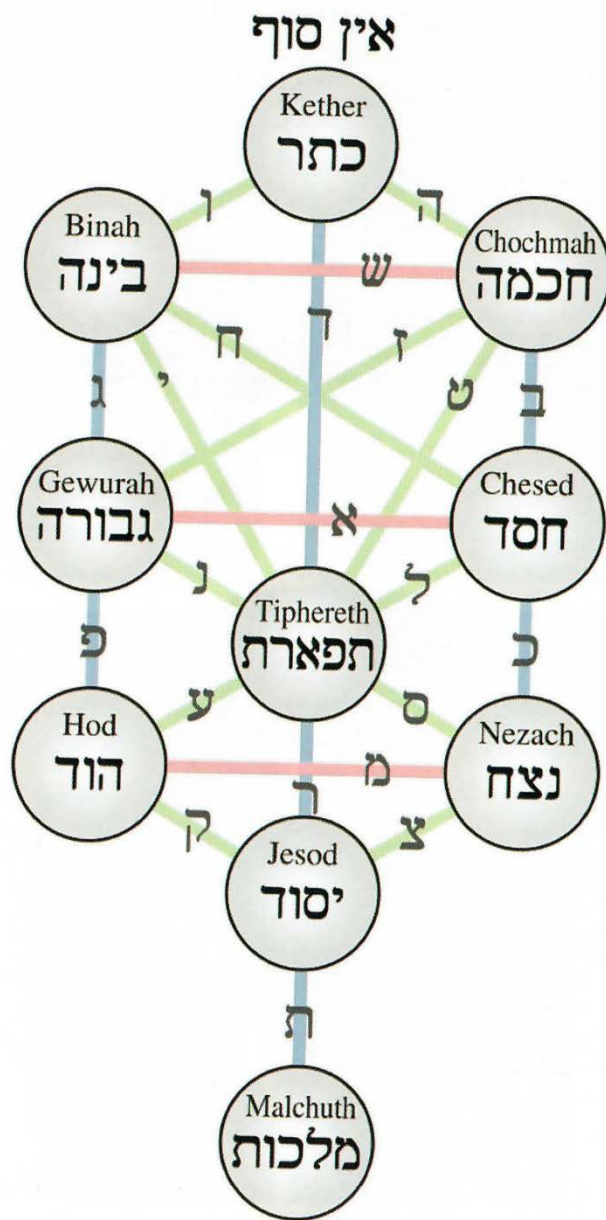 אין סוף
Kether
כתר
ו
ה
Binah
בינה
Chochmah
חכמה
ש
ד
ח
ז
ג
י
ט
ב
Gewurah
גבורה
Chesed
חסד
א
נ
ל
Tiphereth
תפארת
פ
כ
ע
ס
Hod
הוד
Nezach
נצח
מ
ר
ק
צ
Jesod
יסוד
ת
Malchuth
מלכות